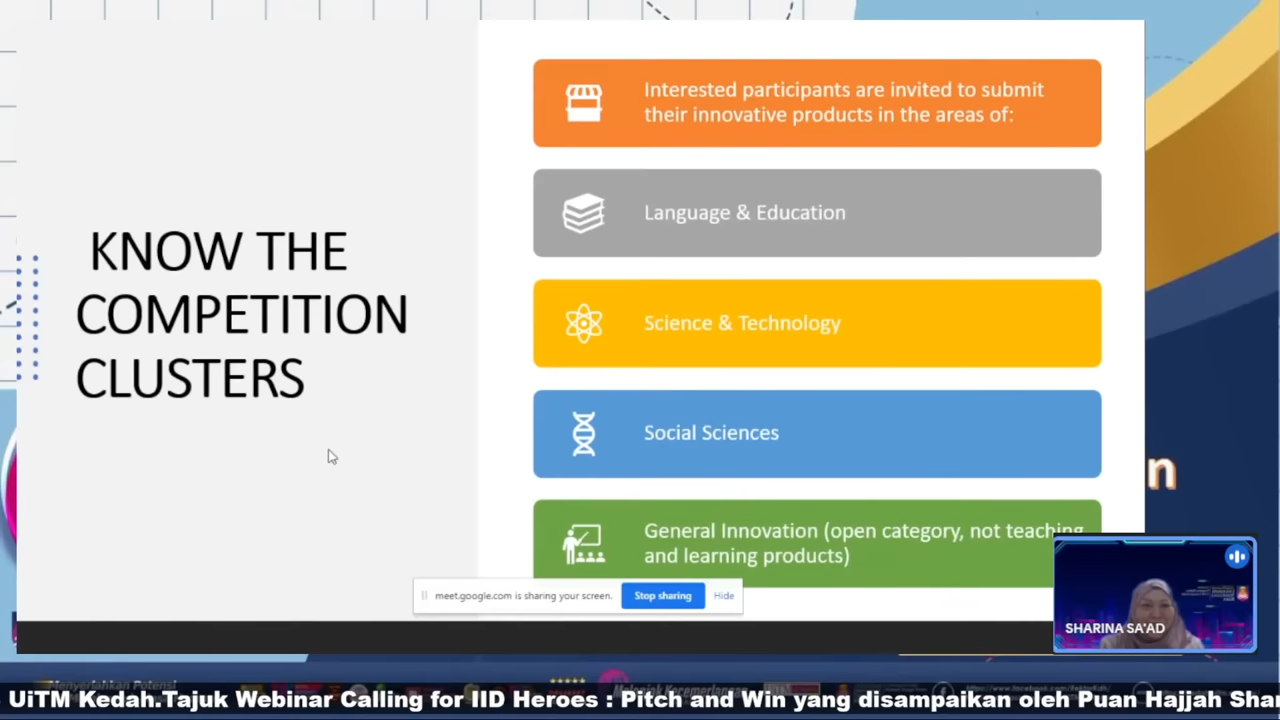 KNOW THE
COMPETITION
CLUSTERS
Interested participants are invited to submit
their innovative products in the areas of:
Language & Education
Science & Technology
Social Sciences
General Innovation (open category, not teaching
and learning products)
n
meet.google.com is sharing your screen.
Stop sharing
Hide
SHARINA SA'AD
Menyerlahkan Potensi
UiTM Kedah.Tajuk Webinar Calling for IID Heroes : Pitch and Win yang disampaikan oleh Puan Hajjah Sha